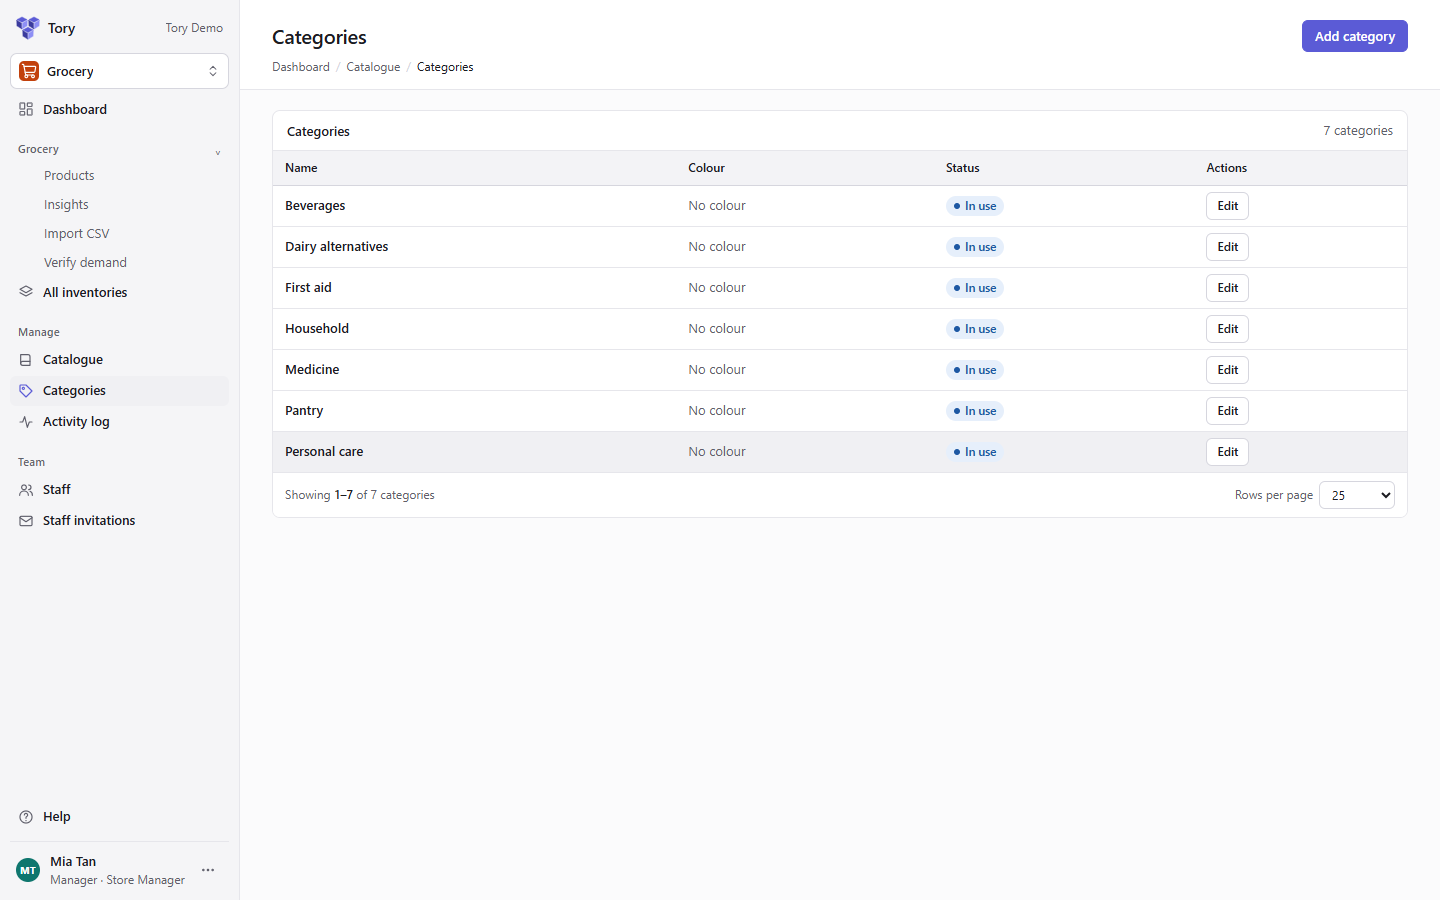 Tory
Tory Demo
Grocery
Dashboard
Grocery
Products
Insights
Import CSV
Verify demand
All inventories
Manage
Catalogue
Categories
Activity log
Team
Staff
Staff invitations
Help
MT
Mia Tan
Manager · Store Manager
Categories
Dashboard / Catalogue / Categories
Add category
Categories
7 categories
Name Colour Status Actions
Beverages No colour In use Edit
Dairy alternatives No colour In use Edit
First aid No colour In use Edit
Household No colour In use Edit
Medicine No colour In use Edit
Pantry No colour In use Edit
Personal care No colour In use Edit
Showing 1–7 of 7 categories
Rows per page 25